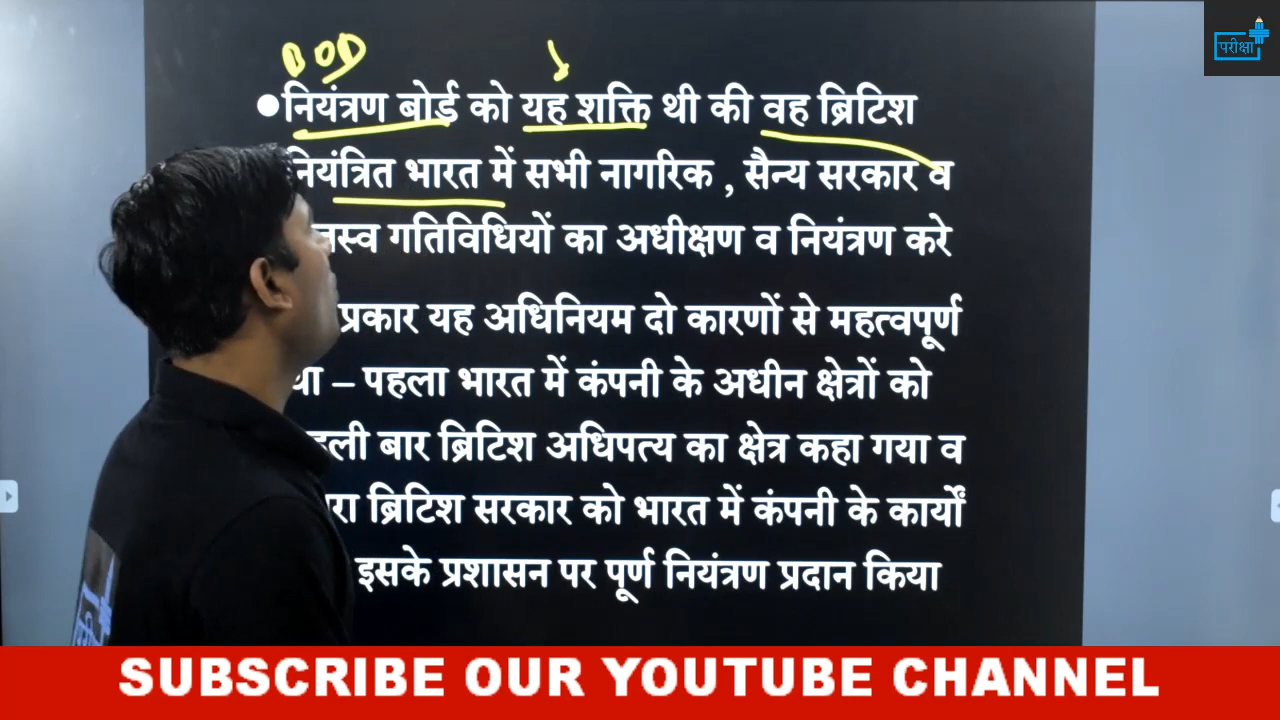 परीक्षा
BOD
●नियंत्रण बोर्ड को यह शक्ति थी की वह ब्रिटिश
नियंत्रित भारत में सभी नागरिक , सैन्य सरकार व
गतिविधियों का अधीक्षण व नियंत्रण करे
प्रकार यह अधिनियम दो कारणों से महत्वपूर्ण
– पहला भारत में कंपनी के अधीन क्षेत्रों को
बार ब्रिटिश अधिपत्य का क्षेत्र कहा गया व
ब्रिटिश सरकार को भारत में कंपनी के कार्यों
इसके प्रशासन पर पूर्ण नियंत्रण प्रदान किया
SUBSCRIBE OUR YOUTUBE CHANNEL